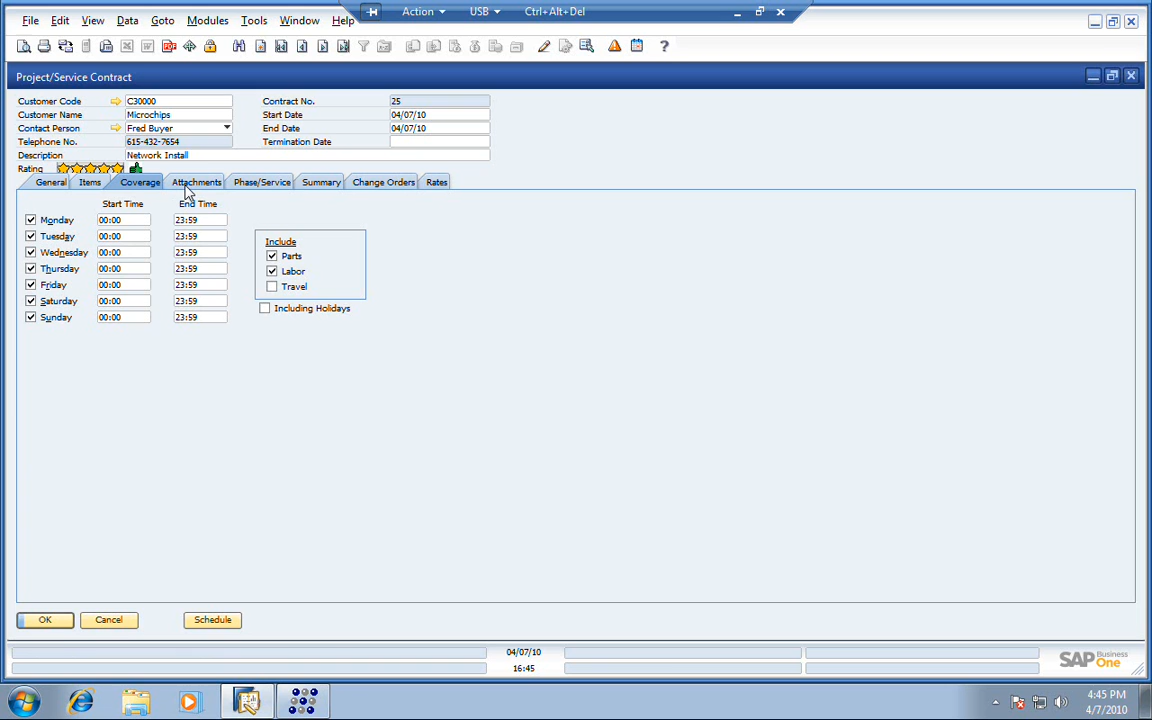 Action USB Ctrl+Alt+Del
File Edit View Data Goto Modules Tools Window Help
Project/Service Contract
Customer Code C30000 Contract No. 25
Customer Name Microchips Start Date 04/07/10
Contact Person Fred Buyer End Date 04/07/10
Telephone No. 615-432-7654 Termination Date
Description Network Install
Rating
General Items Coverage Attachments Phase/Service Summary Change Orders Rates
Start Time End Time
Monday 00:00 23:59
Tuesday 00:00 23:59
Wednesday 00:00 23:59
Thursday 00:00 23:59
Friday 00:00 23:59
Saturday 00:00 23:59
Sunday 00:00 23:59
Include
Parts
Labor
Travel
Including Holidays
OK Cancel Schedule
04/07/10
16:45
SAP Business One
4:45 PM
4/7/2010